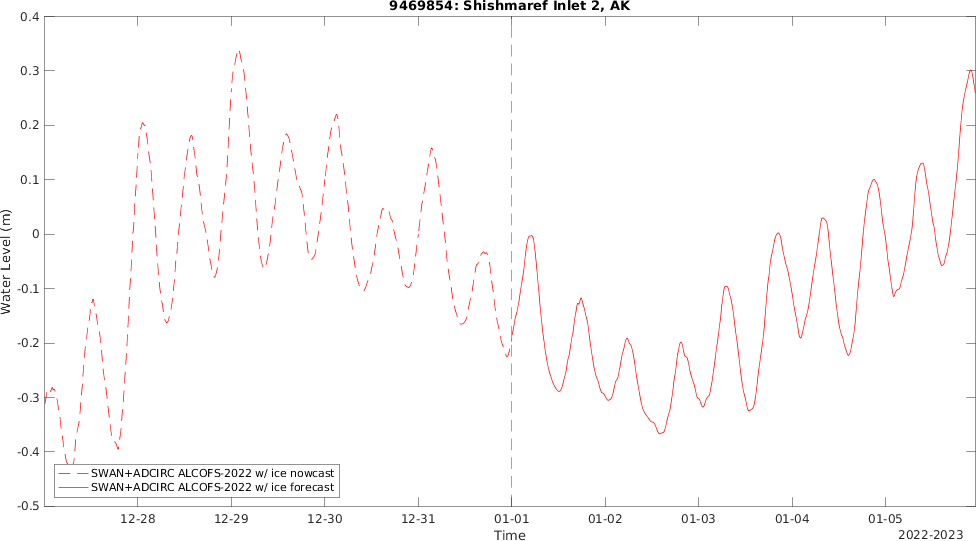 9469854: Shishmaref Inlet 2, AK
0.4
0.3
0.2
0.1
0
-0.1
-0.2
-0.3
-0.4
-0.5
Water Level (m)
SWAN+ADCIRC ALCOFS-2022 w/ ice nowcast
SWAN+ADCIRC ALCOFS-2022 w/ ice forecast
12-28 12-29 12-30 12-31 01-01 01-02 01-03 01-04 01-05
Time
2022-2023